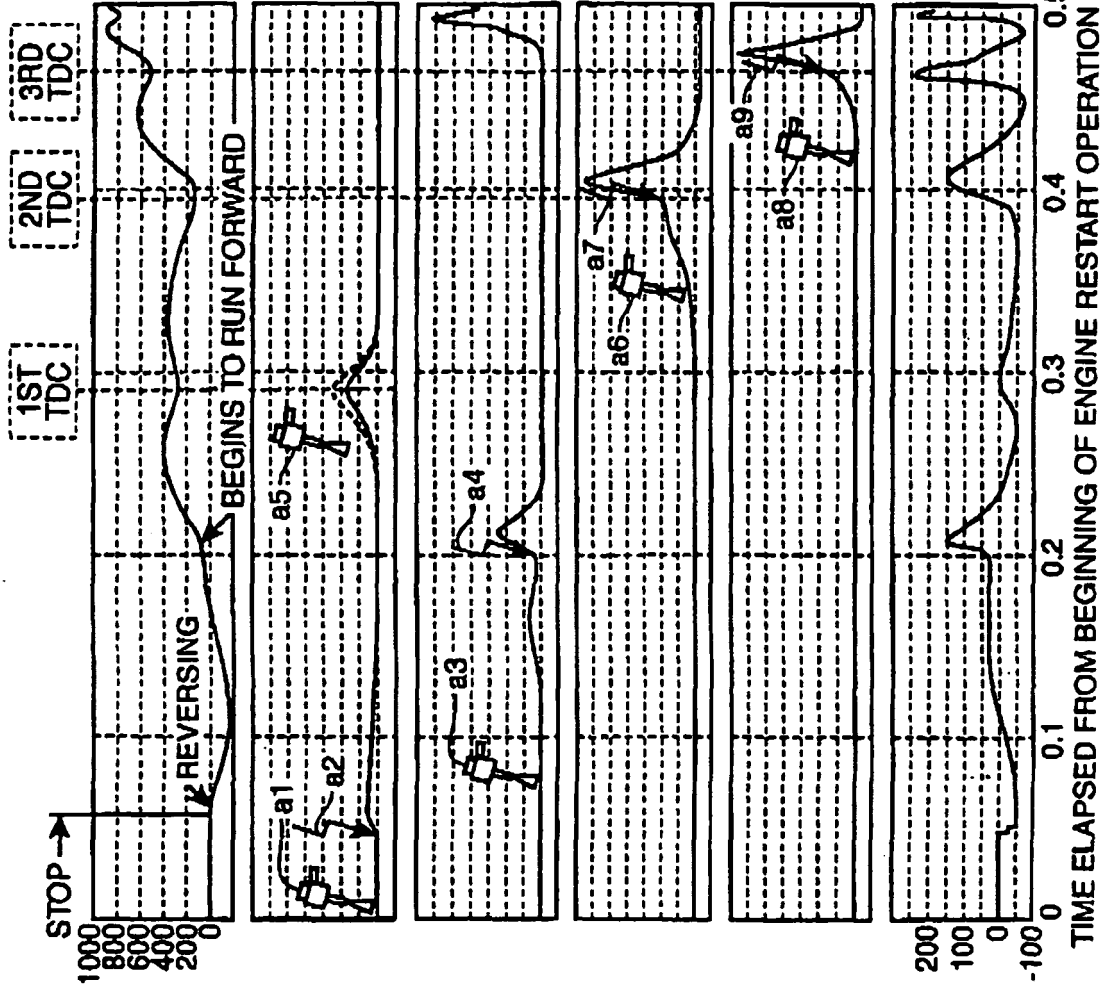 STOP →
1ST
TDC
2ND
TDC
3RD
TDC
1000
800
600
400
200
0
REVERSING
BEGINS TO RUN FORWARD
a1
a2
a5
a3
a4
a6
a7
a8
a9
200
100
0
-100
0
0.1
0.2
0.3
0.4
TIME ELAPSED FROM BEGINNING OF ENGINE RESTART OPERATION